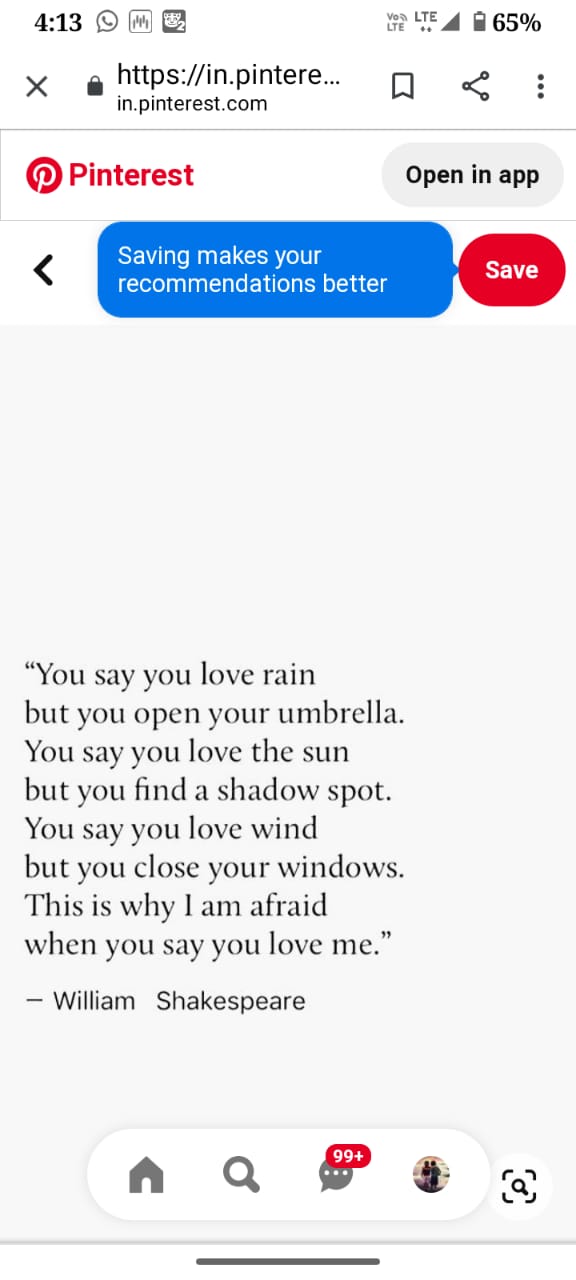 4:13 Vo) LTE LTE 65%
https://in.pintere...
in.pinterest.com
Pinterest Open in app
Saving makes your
recommendations better
Save
“You say you love rain
but you open your umbrella.
You say you love the sun
but you find a shadow spot.
You say you love wind
but you close your windows.
This is why I am afraid
when you say you love me.”
– William Shakespeare
99+